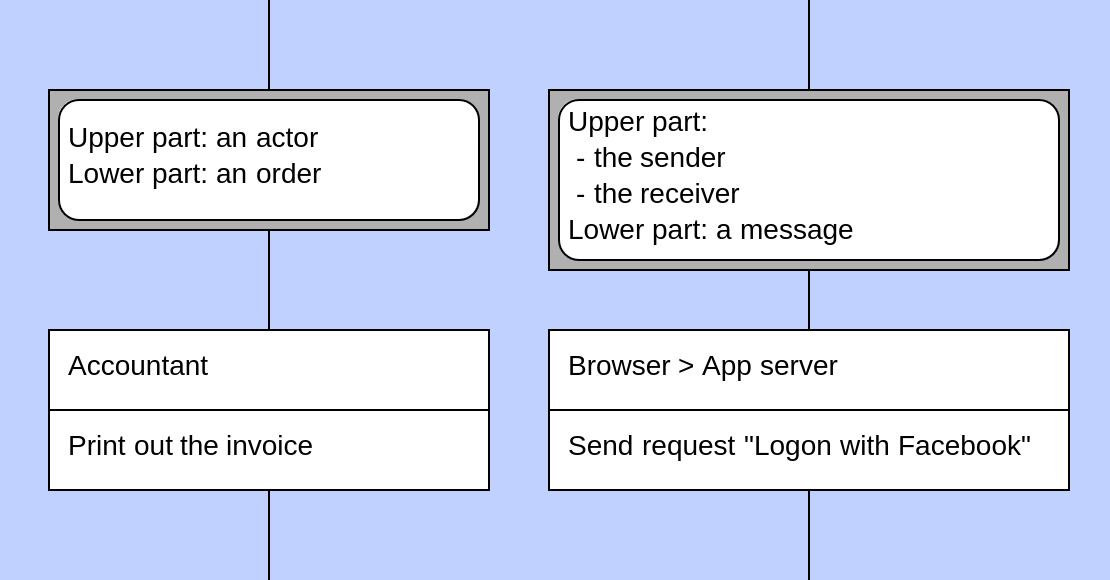 Upper part: an actor
Lower part: an order
Upper part:
- the sender
- the receiver
Lower part: a message
Accountant
Print out the invoice
Browser > App server
Send request "Logon with Facebook"